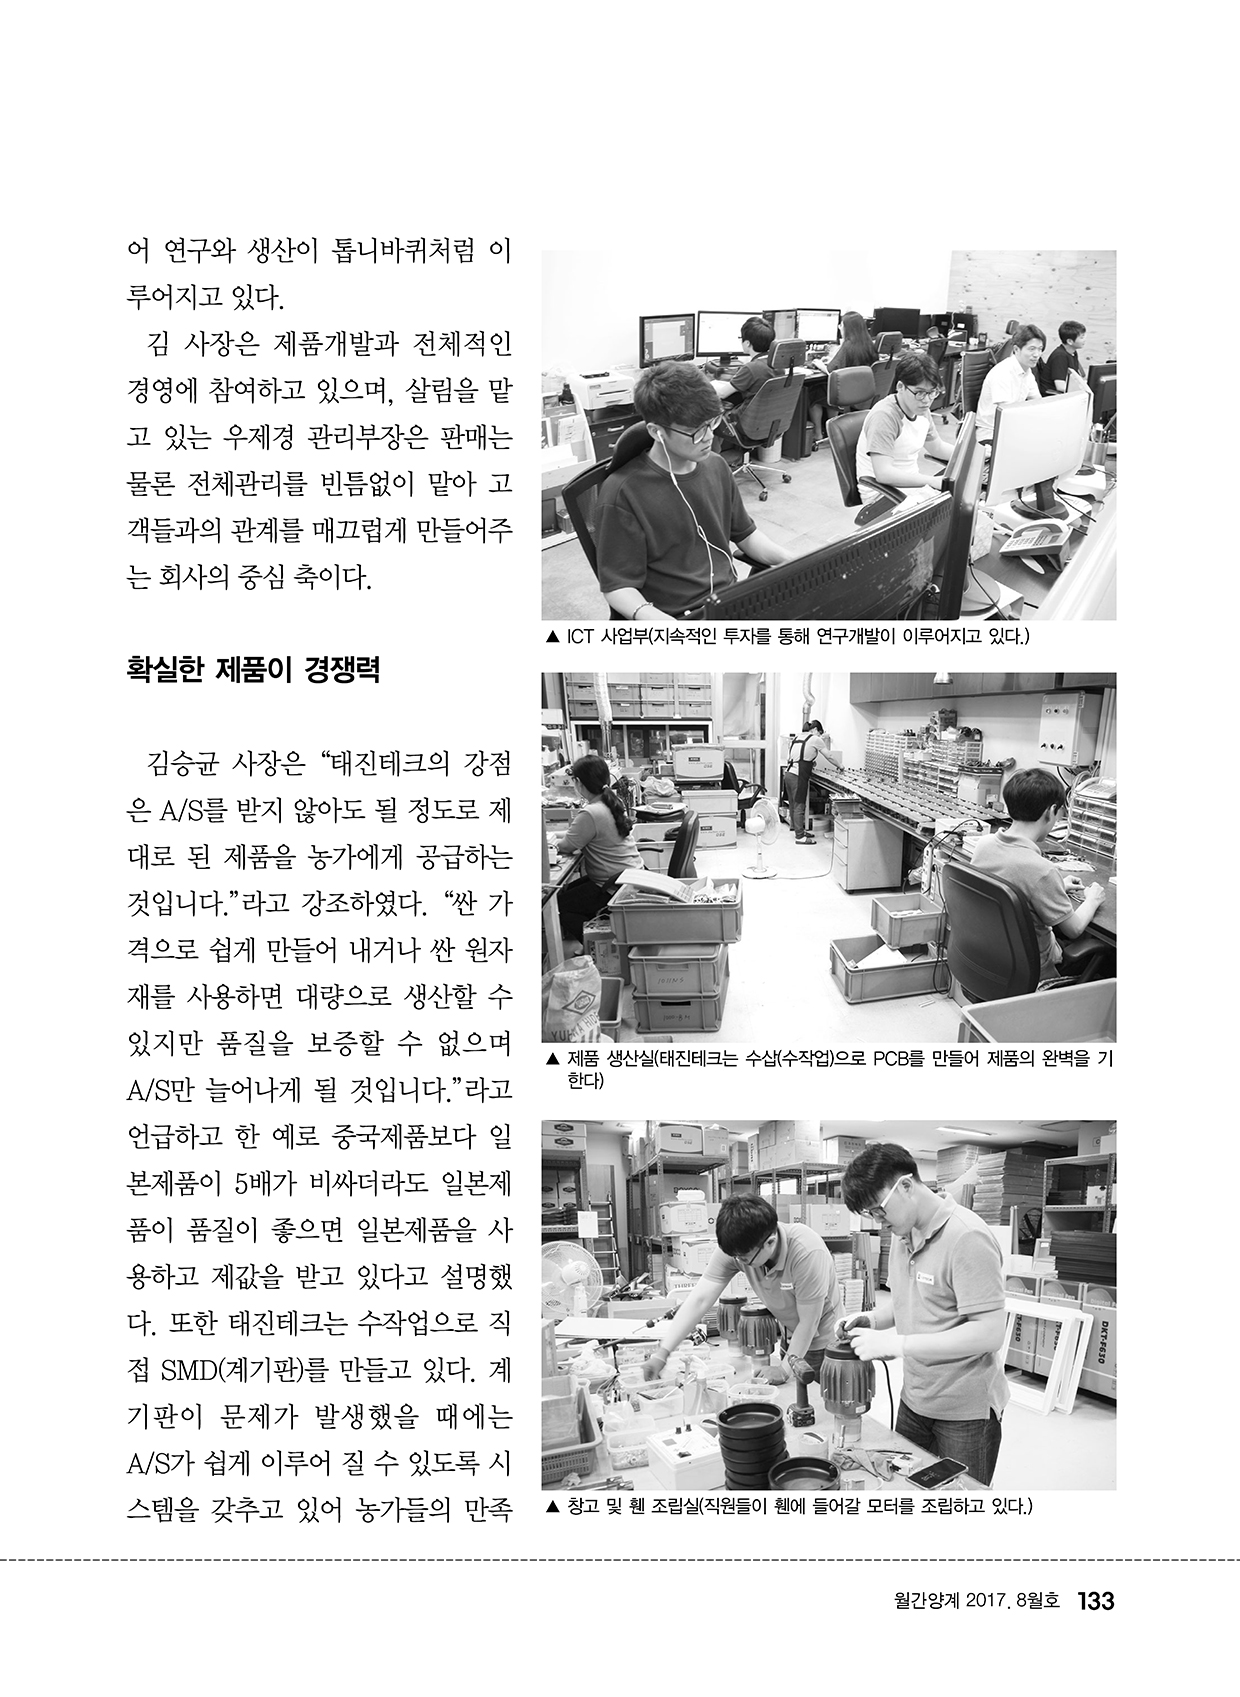 어 연구와 생산이 톱니바퀴처럼 이
루어지고 있다.
김 사장은 제품개발과 전체적인
경영에 참여하고 있으며, 살림을 맡
고 있는 우제경 관리부장은 판매는
물론 전체관리를 빈틈없이 맡아 고
객들과의 관계를 매끄럽게 만들어주
는 회사의 중심 축이다.
확실한 제품이 경쟁력
김승균 사장은 “태진테크의 강점
은 A/S를 받지 않아도 될 정도로 제
대로 된 제품을 농가에게 공급하는
것입니다.”라고 강조하였다. “싼 가
격으로 쉽게 만들어 내거나 싼 원자
재를 사용하면 대량으로 생산할 수
있지만 품질을 보증할 수 없으며
A/S만 늘어나게 될 것입니다.”라고
언급하고 한 예로 중국제품보다 일
본제품이 5배가 비싸더라도 일본제
품이 품질이 좋으면 일본제품을 사
용하고 제값을 받고 있다고 설명했
다. 또한 태진테크는 수작업으로 직
접 SMD(계기판)를 만들고 있다. 계
기판이 문제가 발생했을 때에는
A/S가 쉽게 이루어 질 수 있도록 시
스템을 갖추고 있어 농가들의 만족
▲ ICT 사업부(지속적인 투자를 통해 연구개발이 이루어지고 있다.)
▲ 제품 생산실(태진테크는 수삽(수작업)으로 PCB를 만들어 제품의 완벽을 기
한다)
DKT-F630
▲ 창고 및 휀 조립실(직원들이 휀에 들어갈 모터를 조립하고 있다.)
월간양계 2017. 8월호 133